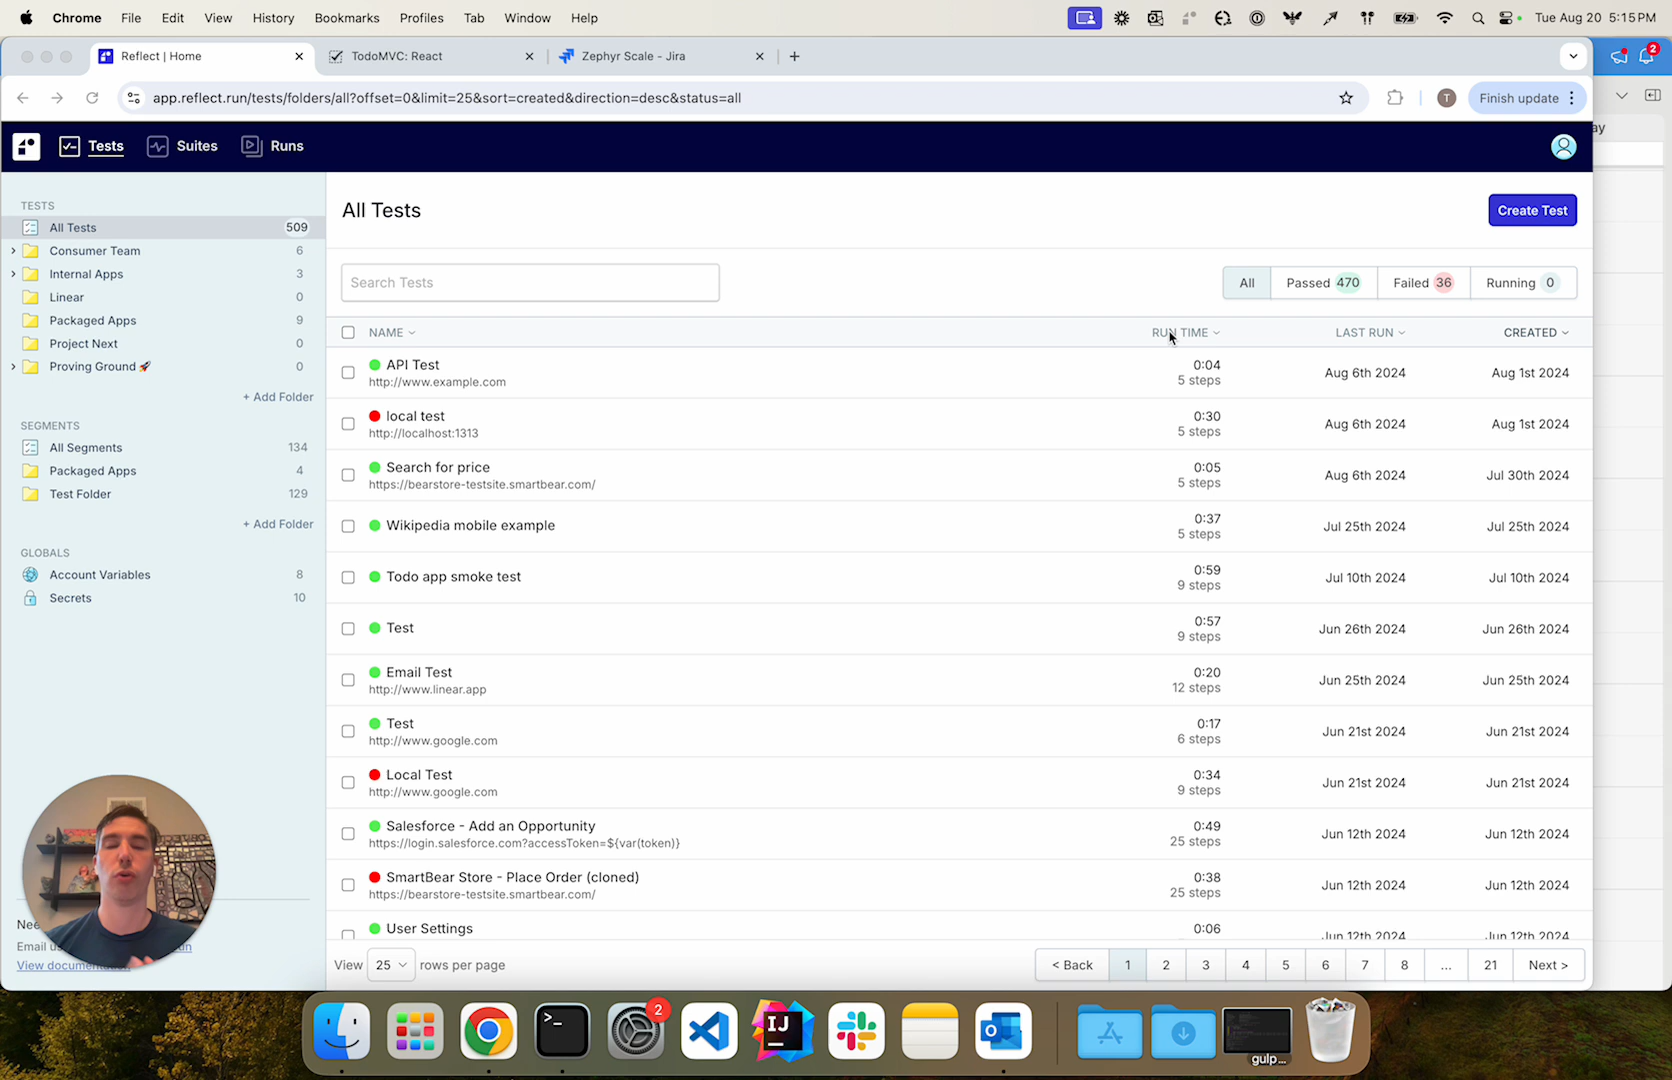 Chrome File Edit View History Bookmarks Profiles Tab Window Help Tue Aug 20 5:15 PM
Reflect | Home TodoMVC: React Zephyr Scale - Jira 2
app.reflect.run/tests/folders/all?offset=0&limit=25&sort=created&direction=desc&status=all T Finish update
ay
Tests Suites Runs
TESTS
All Tests 509
Consumer Team 6
Internal Apps 3
Linear 0
Packaged Apps 9
Project Next 0
Proving Ground 🚀 0
+ Add Folder
SEGMENTS
All Segments 134
Packaged Apps 4
Test Folder 129
+ Add Folder
GLOBALS
Account Variables 8
Secrets 10
Nee
Email us
View documentation
All Tests Create Test
Search Tests All Passed 470 Failed 36 Running 0
NAME RUN TIME LAST RUN CREATED
API Test 0:04 Aug 6th 2024 Aug 1st 2024
http://www.example.com 5 steps
local test 0:30 Aug 6th 2024 Aug 1st 2024
http://localhost:1313 5 steps
Search for price 0:05 Aug 6th 2024 Jul 30th 2024
https://bearstore-testsite.smartbear.com/ 5 steps
Wikipedia mobile example 0:37 Jul 25th 2024 Jul 25th 2024
5 steps
Todo app smoke test 0:59 Jul 10th 2024 Jul 10th 2024
9 steps
Test 0:57 Jun 26th 2024 Jun 26th 2024
9 steps
Email Test 0:20 Jun 25th 2024 Jun 25th 2024
http://www.linear.app 12 steps
Test 0:17 Jun 21st 2024 Jun 21st 2024
http://www.google.com 6 steps
Local Test 0:34 Jun 21st 2024 Jun 21st 2024
http://www.google.com 9 steps
Salesforce - Add an Opportunity 0:49 Jun 12th 2024 Jun 12th 2024
https://login.salesforce.com?accessToken=${var(token)} 25 steps
SmartBear Store - Place Order (cloned) 0:38 Jun 12th 2024 Jun 12th 2024
https://bearstore-testsite.smartbear.com/ 25 steps
User Settings 0:06 Jun 12th 2024 Jun 12th 2024
View 25 rows per page < Back 1 2 3 4 5 6 7 8 ... 21 Next >
2
IJ
gulp...